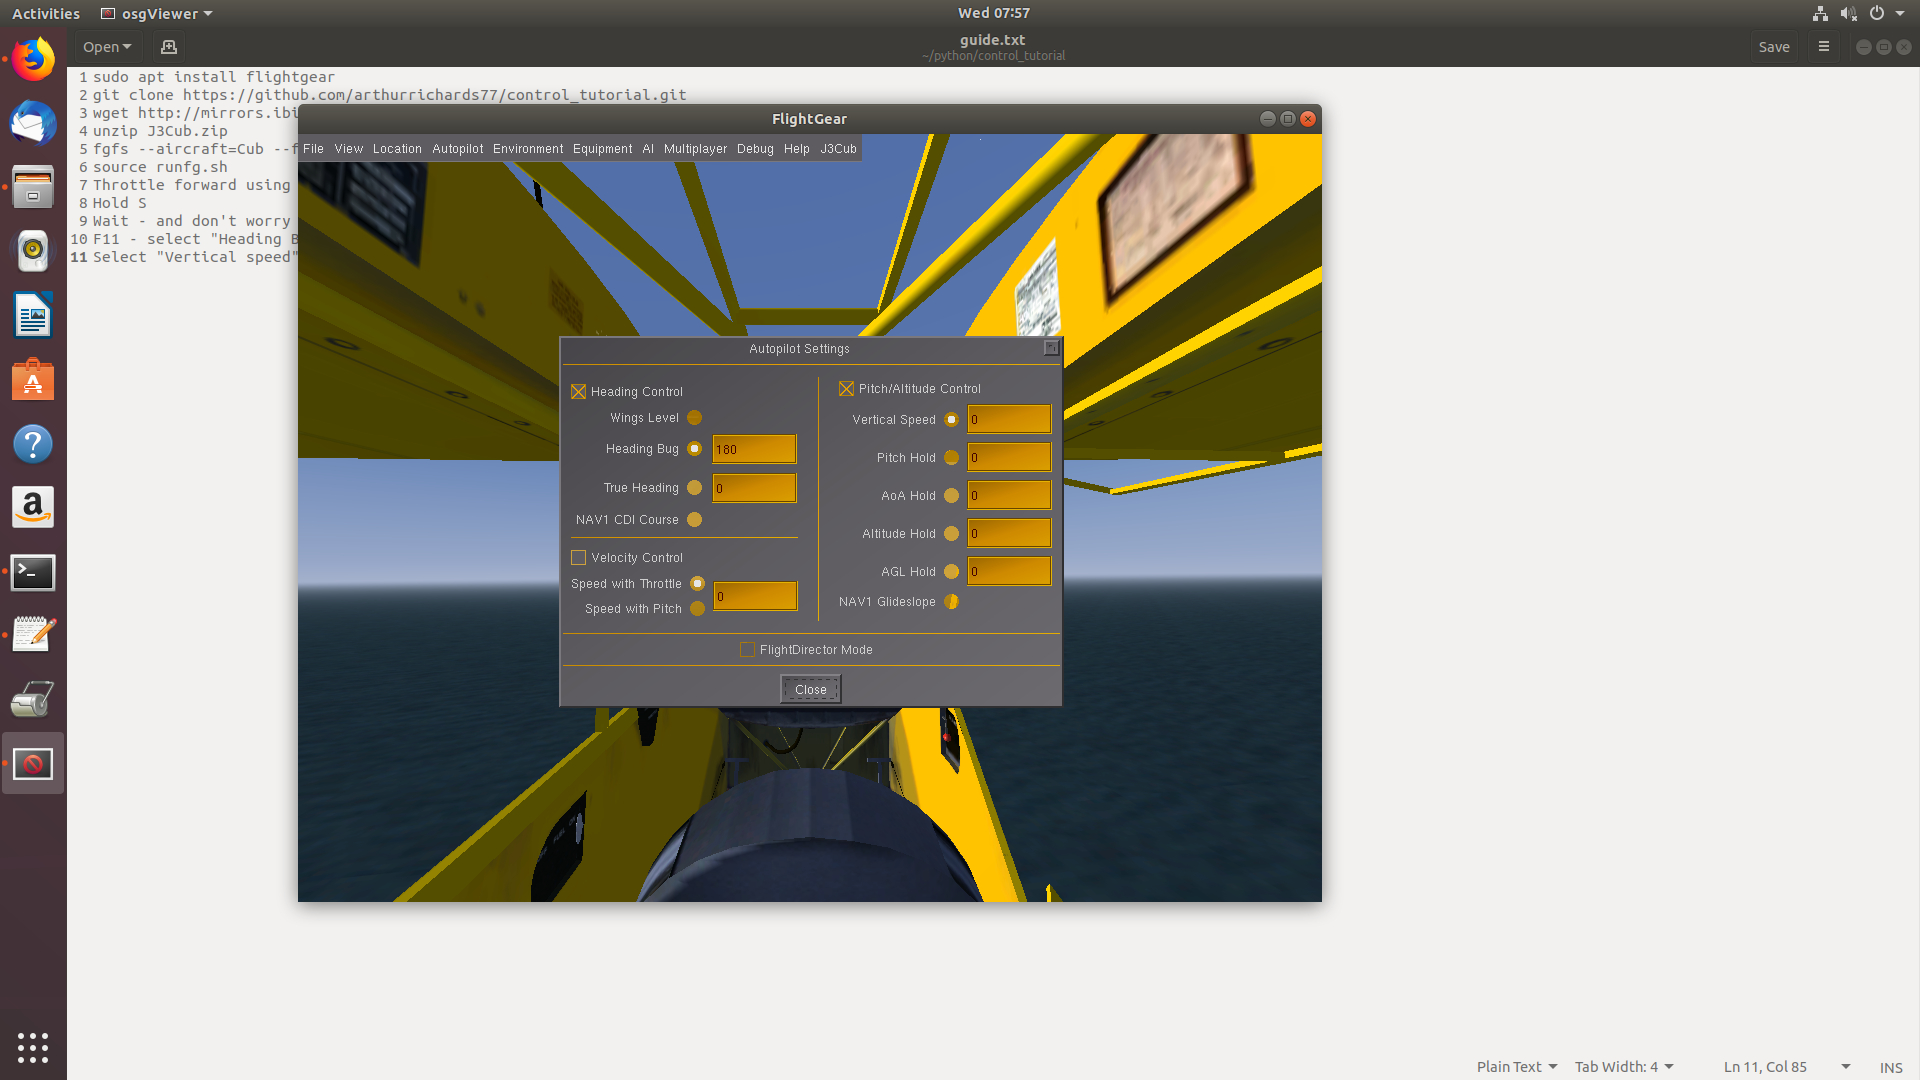 Activities
osgViewer
Wed 07:57
Open
guide.txt
~/python/control_tutorial
Save
1 sudo apt install flightgear
2 git clone https://github.com/arthurrichards77/control_tutorial.git
3 wget http://mirrors.ibi
4 unzip J3Cub.zip
5 fgfs --aircraft=Cub --f
6 source runfg.sh
7 Throttle forward using
8 Hold S
9 Wait - and don't worry
10 F11 - select "Heading B
11 Select "Vertical speed"
FlightGear
File View Location Autopilot Environment Equipment AI Multiplayer Debug Help J3Cub
Autopilot Settings
Heading Control
Wings Level
Heading Bug 180
True Heading 0
NAV1 CDI Course
Velocity Control
Speed with Throttle
0
Speed with Pitch
Pitch/Altitude Control
Vertical Speed 0
Pitch Hold 0
AoA Hold 0
Altitude Hold 0
AGL Hold 0
NAV1 Glideslope
FlightDirector Mode
Close
Plain Text Tab Width: 4 Ln 11, Col 85 INS